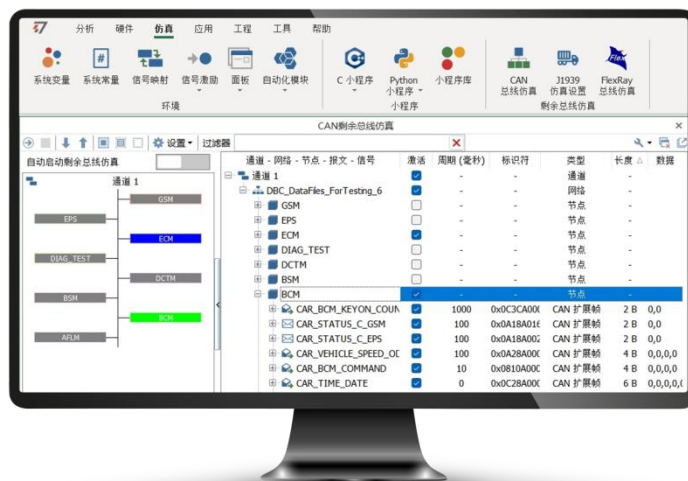 分析 硬件 仿真 应用 工程 工具 帮助
系统变量 系统常量 信号映射 信号激励 面板 自动化模块 C 小程序 Python 小程序 小程序库 CAN 总线仿真 J1939 仿真设置 FlexRay 总线仿真
环境 小程序 剩余总线仿真
CAN剩余总线仿真
设置 过滤器
自动启动剩余总线仿真
通道 1
GSM
EPS
ECM
DIAG_TEST
DCTM
BSM
BCM
AFLM
通道 - 网络 - 节点 - 报文 - 信号 激活 周期 (毫秒) 标识符 类型 长度 数据
通道 1 - - 通道 -
DBC_DataFiles_ForTesting_6 - - 网络 -
GSM - - 节点 -
EPS - - 节点 -
ECM - - 节点 -
DIAG_TEST - - 节点 -
DCTM - - 节点 -
BSM - - 节点 -
BCM - - 节点 -
CAR_BCM_KEYON_COUN 1000 0x0C3CA00( CAN 扩展帧 2 B 0,0
CAR_STATUS_C_GSM 100 0x0A18A01( CAN 扩展帧 2 B 0,0
CAR_STATUS_C_EPS 100 0x0A18A002 CAN 扩展帧 2 B 0,0
CAR_VEHICLE_SPEED_OD 100 0x0A28A00( CAN 扩展帧 4 B 0,0,0,0
CAR_BCM_COMMAND 10 0x0810A00( CAN 扩展帧 4 B 0,0,0,0
CAR_TIME_DATE 0 0x0C28A00( CAN 扩展帧 6 B 0,0,0,0,(